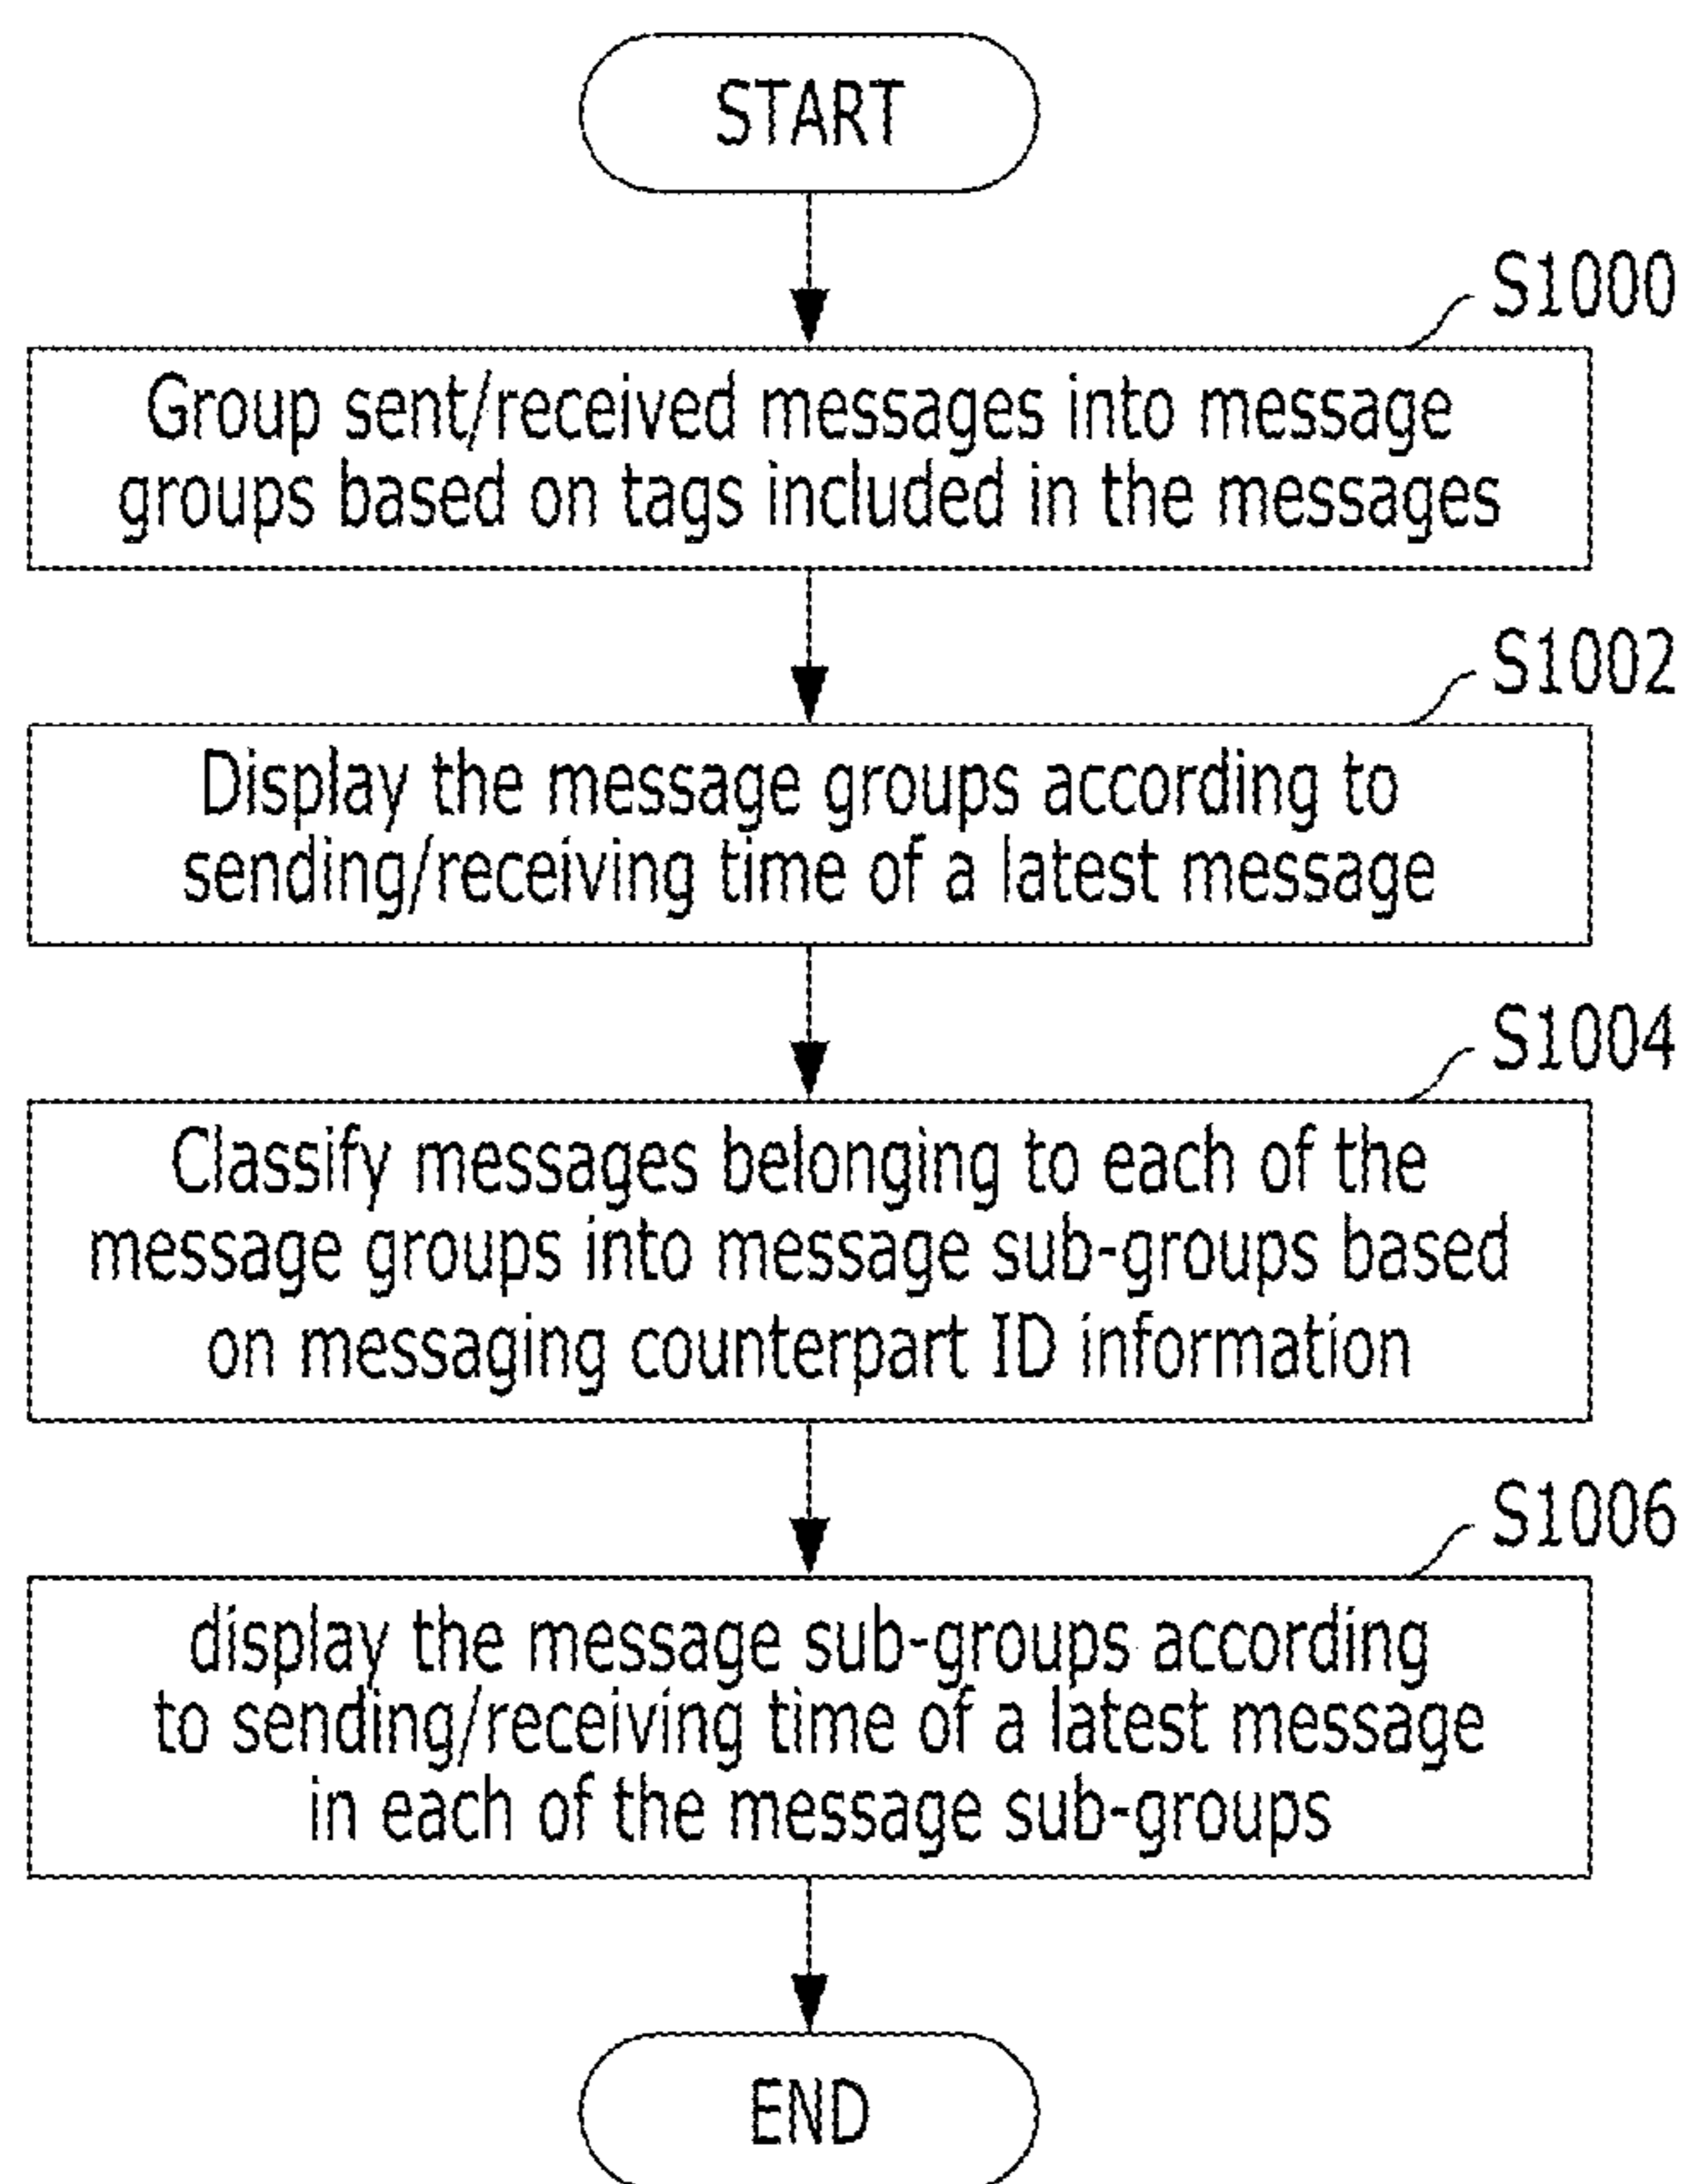 START
S1000
Group sent/received messages into message
groups based on tags included in the messages
S1002
Display the message groups according to
sending/receiving time of a latest message
S1004
Classify messages belonging to each of the
message groups into message sub-groups based
on messaging counterpart ID information
S1006
display the message sub-groups according
to sending/receiving time of a latest message
in each of the message sub-groups
END